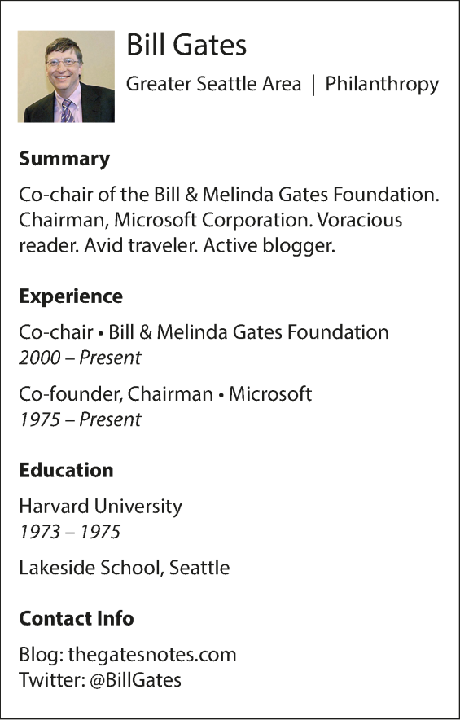 Bill Gates
Greater Seattle Area | Philanthropy
Summary
Co-chair of the Bill & Melinda Gates Foundation.
Chairman, Microsoft Corporation. Voracious
reader. Avid traveler. Active blogger.
Experience
Co-chair • Bill & Melinda Gates Foundation
2000 – Present
Co-founder, Chairman • Microsoft
1975 – Present
Education
Harvard University
1973 – 1975
Lakeside School, Seattle
Contact Info
Blog: thegatesnotes.com
Twitter: @BillGates